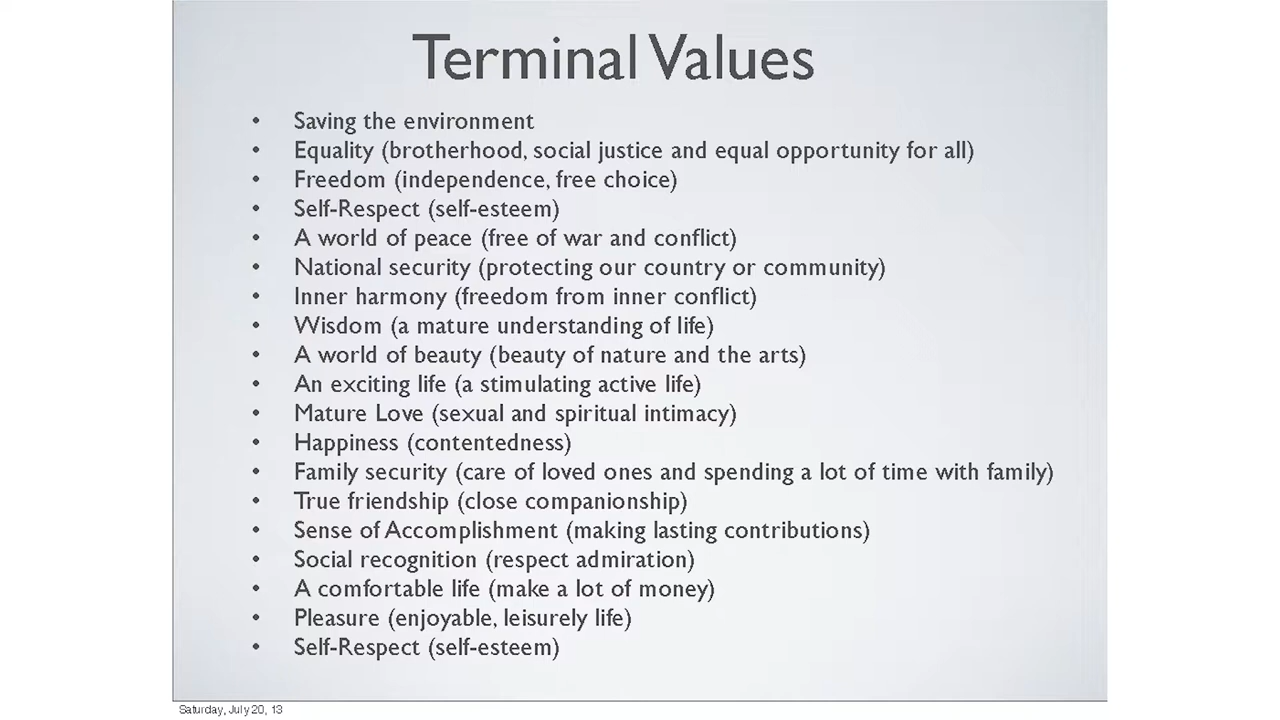 Terminal Values
• Saving the environment
• Equality (brotherhood, social justice and equal opportunity for all)
• Freedom (independence, free choice)
• Self-Respect (self-esteem)
• A world of peace (free of war and conflict)
• National security (protecting our country or community)
• Inner harmony (freedom from inner conflict)
• Wisdom (a mature understanding of life)
• A world of beauty (beauty of nature and the arts)
• An exciting life (a stimulating active life)
• Mature Love (sexual and spiritual intimacy)
• Happiness (contentedness)
• Family security (care of loved ones and spending a lot of time with family)
• True friendship (close companionship)
• Sense of Accomplishment (making lasting contributions)
• Social recognition (respect admiration)
• A comfortable life (make a lot of money)
• Pleasure (enjoyable, leisurely life)
• Self-Respect (self-esteem)
Saturday, July 20, 13